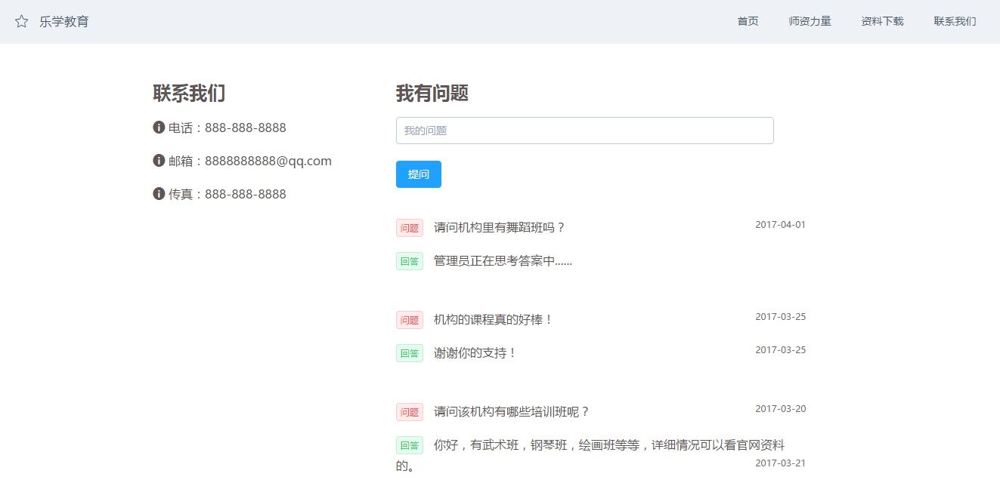 乐学教育
首页 师资力量 资料下载 联系我们
联系我们
电话：888-888-8888
邮箱：8888888888@qq.com
传真：888-888-8888
我有问题
我的问题
提问
问题 请问机构里有舞蹈班吗？ 2017-04-01
回答 管理员正在思考答案中......
问题 机构的课程真的好棒！ 2017-03-25
回答 谢谢你的支持！ 2017-03-25
问题 请问该机构有哪些培训班呢？ 2017-03-20
回答 你好，有武术班，钢琴班，绘画班等等，详细情况可以看官网资料
的。 2017-03-21